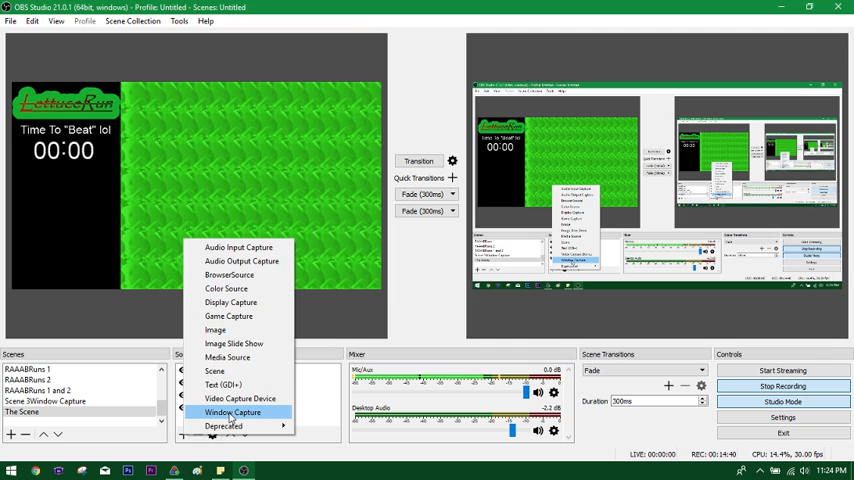 OBS Studio 21.0.1 (64bit, windows) - Profile: Untitled - Scenes: Untitled
File Edit View Profile Scene Collection Tools Help
LettuceRun
Time To "Beat" lol
00:00
Transition
Quick Transitions
Fade (300ms)
Fade (300ms)
Audio Input Capture
Audio Output Capture
BrowserSource
Color Source
Display Capture
Game Capture
Image
Image Slide Show
Media Source
Scene
Text (GDI+)
Video Capture Device
Window Capture
Deprecated
Scenes
RAAABRuns 1
RAAABRuns 2
RAAABRuns 1 and 2
Scene 3Window Capture
The Scene
Mixer
Mic/Aux 0.0 dB
Desktop Audio -2.2 dB
Scene Transitions
Fade
Duration 300ms
Controls
Start Streaming
Stop Recording
Studio Mode
Settings
Exit
LIVE: 00:00:00 REC: 00:14:40 CPU: 14.4%, 30.00 fps
11:24 PM